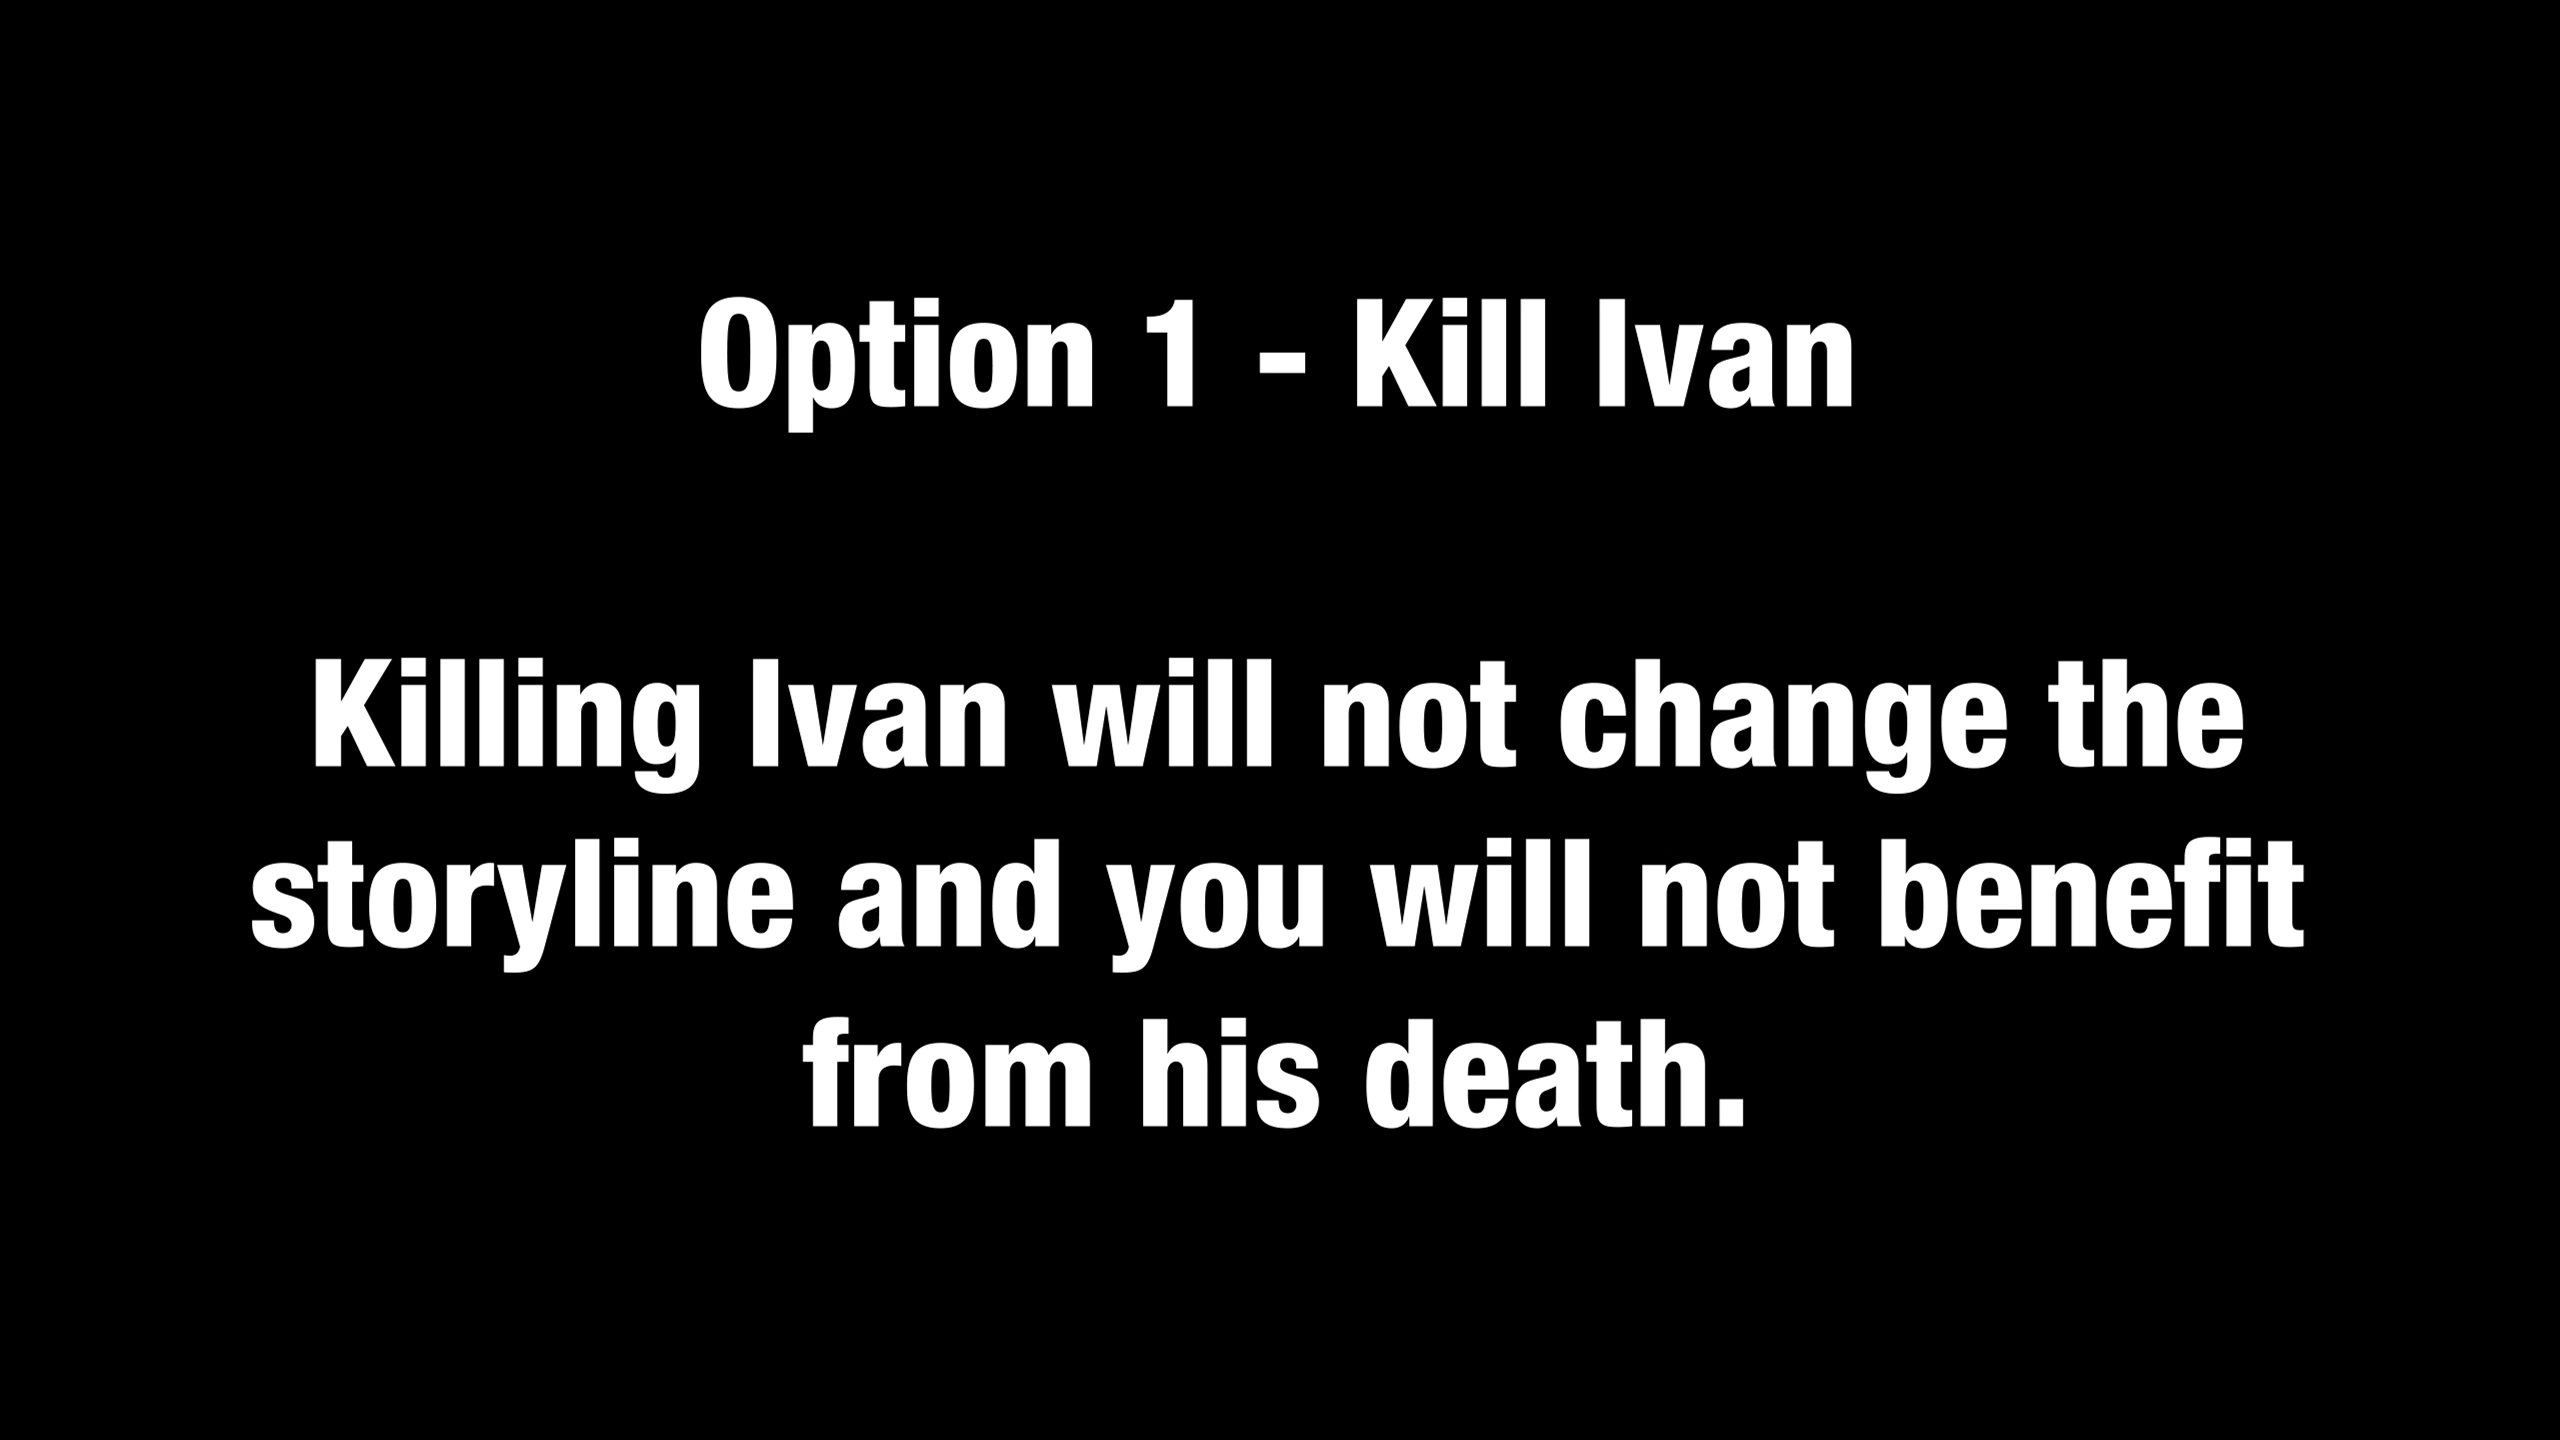 Option 1 - Kill Ivan
Killing Ivan will not change the
storyline and you will not benefit
from his death.